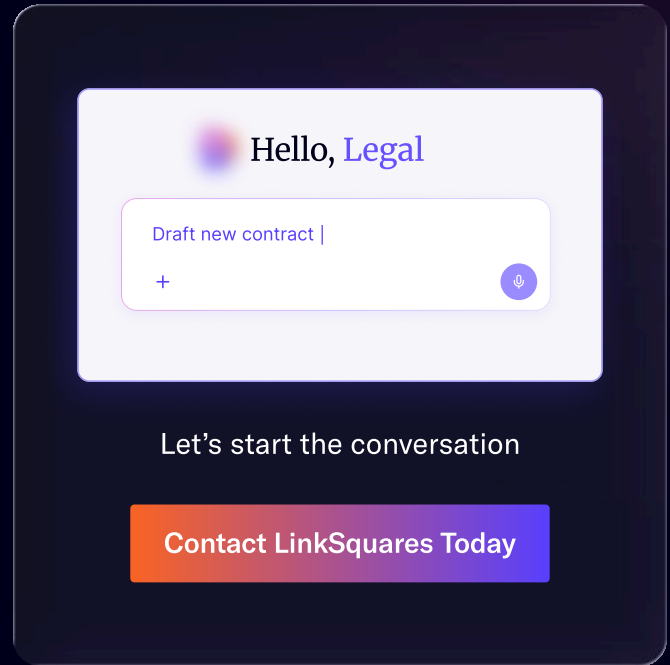 Hello, Legal
Draft new contract |
+
Let’s start the conversation
Contact LinkSquares Today